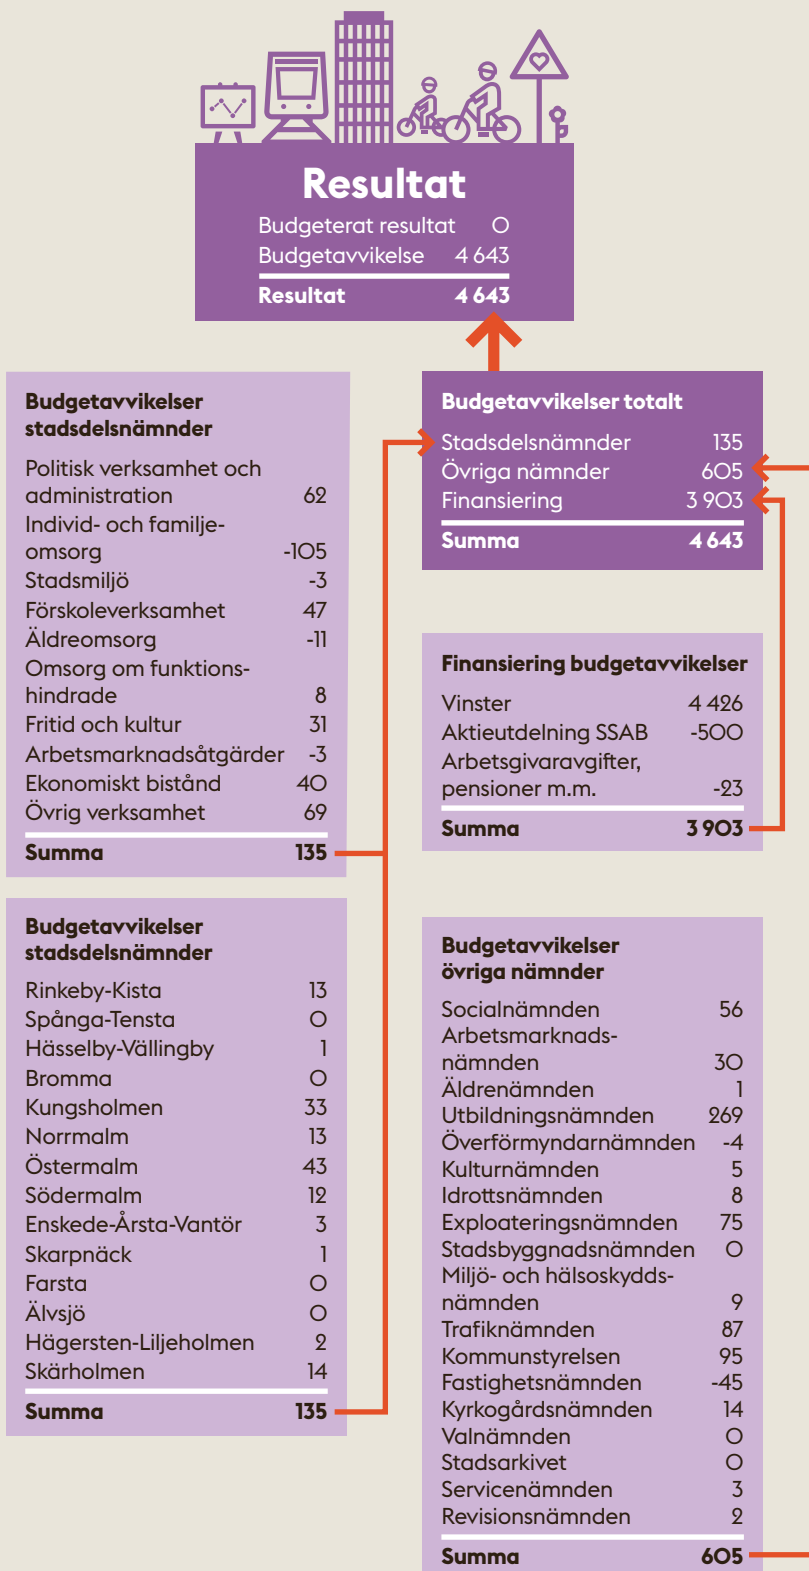 Resultat
Budgeterat resultat 0
Budgetavvikelse 4 643
Resultat 4 643
Budgetavvikelser
stadsdelsnämnder
Politisk verksamhet och
administration 62
Individ- och familje-
omsorg -105
Stadsmiljö -3
Förskoleverksamhet 47
Äldreomsorg -11
Omsorg om funktions-
hindrade 8
Fritid och kultur 31
Arbetsmarknadsåtgärder -3
Ekonomiskt bistånd 40
Övrig verksamhet 69
Summa 135
Budgetavvikelser
stadsdelsnämnder
Rinkeby-Kista 13
Spånga-Tensta 0
Hässelby-Vällingby 1
Bromma 0
Kungsholmen 33
Norrmalm 13
Östermalm 43
Södermalm 12
Enskede-Årsta-Vantör 3
Skarpnäck 1
Farsta 0
Älvsjö 0
Hägersten-Liljeholmen 2
Skärholmen 14
Summa 135
Budgetavvikelser totalt
Stadsdelsnämnder 135
Övriga nämnder 605
Finansiering 3 903
Summa 4 643
Finansiering budgetavvikelser
Vinster 4 426
Aktieutdelning SSAB -500
Arbetsgivaravgifter,
pensioner m.m. -23
Summa 3 903
Budgetavvikelser
övriga nämnder
Socialnämnden 56
Arbetsmarknads-
nämnden 30
Äldrenämnden 1
Utbildningsnämnden 269
Överförmyndarnämnden -4
Kulturnämnden 5
Idrottsnämnden 8
Exploateringsnämnden 75
Stadsbyggnadsnämnden 0
Miljö- och hälsoskydds-
nämnden 9
Trafiknämnden 87
Kommunstyrelsen 95
Fastighetsnämnden -45
Kyrkogårdsnämnden 14
Valnämnden 0
Stadsarkivet 0
Servicenämnden 3
Revisionsnämnden 2
Summa 605